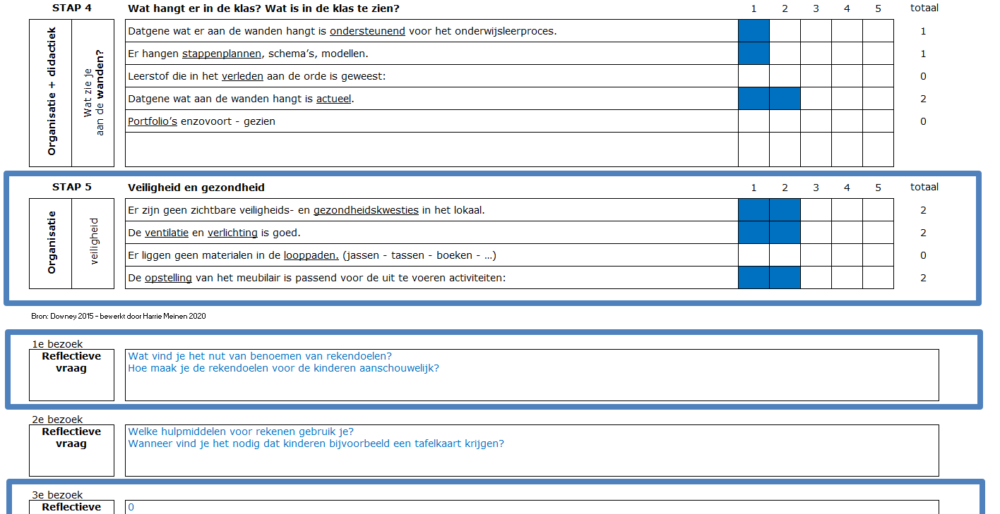 STAP 4 Wat hangt er in de klas? Wat is in de klas te zien? 1 2 3 4 5 totaal
Organisatie + didactiek
Wat zie je
aan de wanden?
Datgene wat er aan de wanden hangt is ondersteunend voor het onderwijsleerproces. 1
Er hangen stappenplannen, schema’s, modellen. 1
Leerstof die in het verleden aan de orde is geweest: 0
Datgene wat aan de wanden hangt is actueel. 2
Portfolio’s enzovoort - gezien 0
STAP 5 Veiligheid en gezondheid 1 2 3 4 5 totaal
Organisatie
veiligheid
Er zijn geen zichtbare veiligheids- en gezondheidskwesties in het lokaal. 2
De ventilatie en verlichting is goed. 2
Er liggen geen materialen in de looppaden. (jassen - tassen - boeken - …) 0
De opstelling van het meubilair is passend voor de uit te voeren activiteiten: 2
Bron: Downey 2015 – bewerkt door Harrie Meinen 2020
1e bezoek
Reflectieve
vraag
Wat vind je het nut van benoemen van rekendoelen?
Hoe maak je de rekendoelen voor de kinderen aanschouwelijk?
2e bezoek
Reflectieve
vraag
Welke hulpmiddelen voor rekenen gebruik je?
Wanneer vind je het nodig dat kinderen bijvoorbeeld een tafelkaart krijgen?
3e bezoek
Reflectieve 0